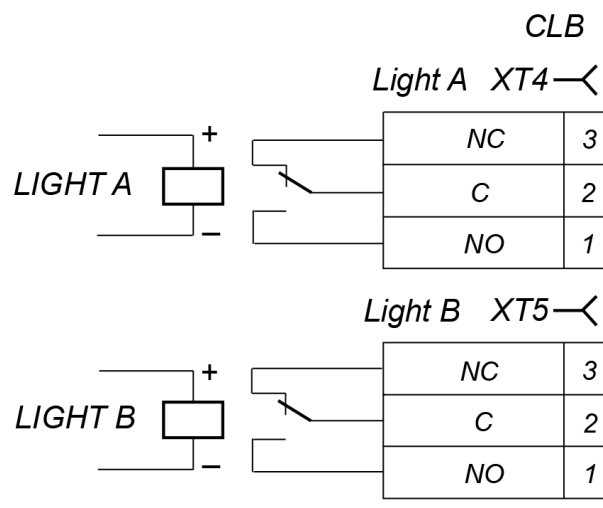 CLB
Light A XT4
+ NC 3
LIGHT A C 2
− NO 1
Light B XT5
+ NC 3
LIGHT B C 2
− NO 1